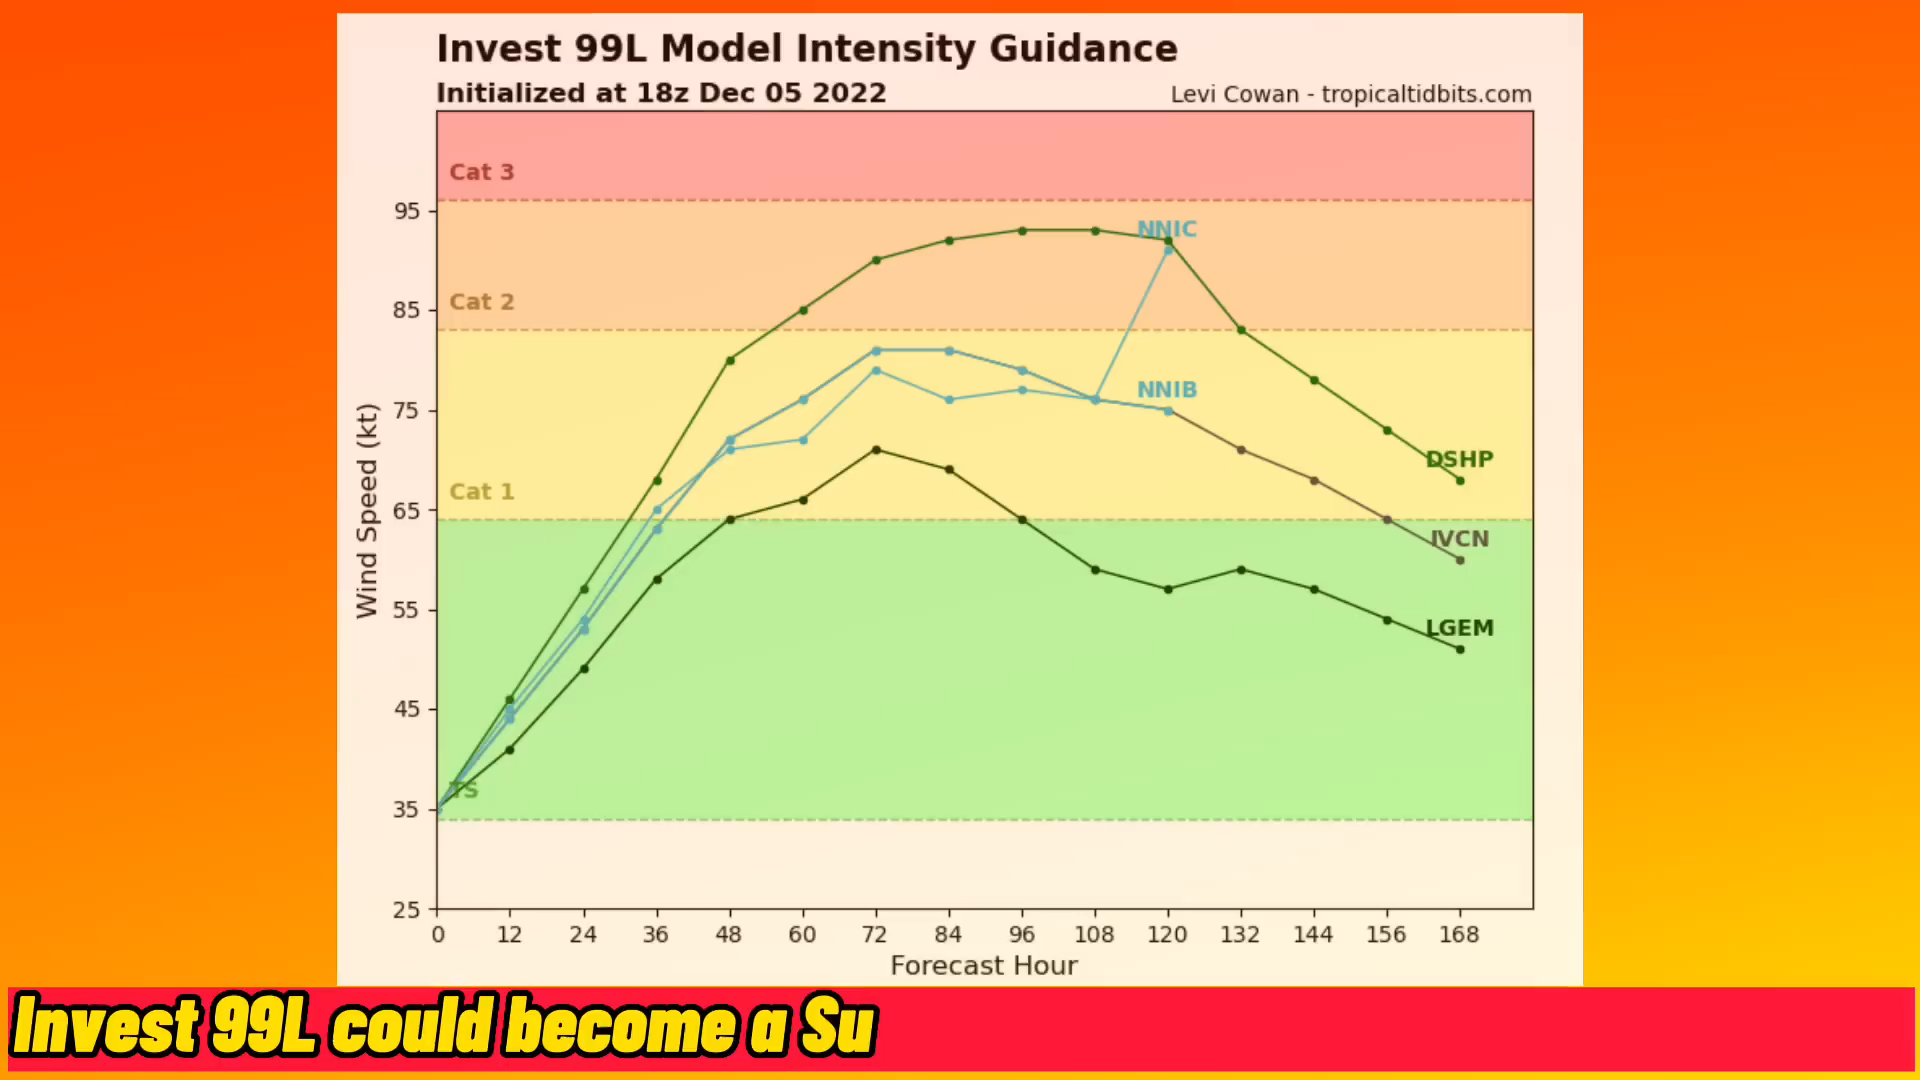 Invest 99L Model Intensity Guidance
Initialized at 18z Dec 05 2022
Levi Cowan - tropicaltidbits.com
Cat 3
95
NNIC
Cat 2
85
NNIB
75
DSHP
Cat 1
65
IVCN
55
LGEM
45
TS
35
25
Wind Speed (kt)
0 12 24 36 48 60 72 84 96 108 120 132 144 156 168
Forecast Hour
Invest 99L could become a Su